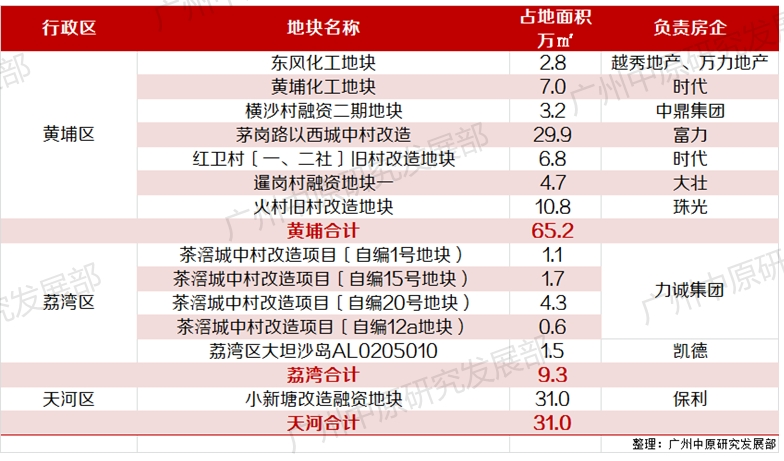 行政区 地块名称 占地面积万㎡ 负责房企
黄埔区 东风化工地块 2.8 越秀地产、万力地产
黄埔化工地块 7.0 时代
横沙村融资二期地块 3.2 中鼎集团
茅岗路以西城中村改造 29.9 富力
红卫村［一、二社］旧村改造地块 6.8 时代
暹岗村融资地块一 4.7 大壮
火村旧村改造地块 10.8 珠光
黄埔合计 65.2
荔湾区 茶滘城中村改造项目［自编1号地块） 1.1 力诚集团
茶滘城中村改造项目［自编15号地块） 1.7
茶滘城中村改造项目［自编20号地块） 4.3
茶滘城中村改造项目［自编12a地块） 0.6
荔湾区大坦沙岛AL0205010 1.5 凯德
荔湾合计 9.3
天河区 小新塘改造融资地块 31.0 保利
天河合计 31.0
整理：广州中原研究发展部
广州中原研究发展部